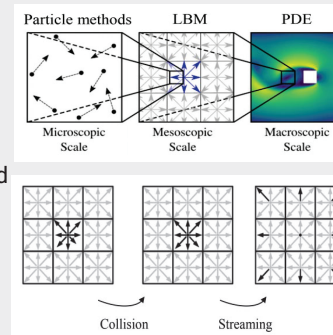 Particle methods LBM PDE
Microscopic Scale
Mesoscopic Scale
Macroscopic Scale
d
Collision Streaming